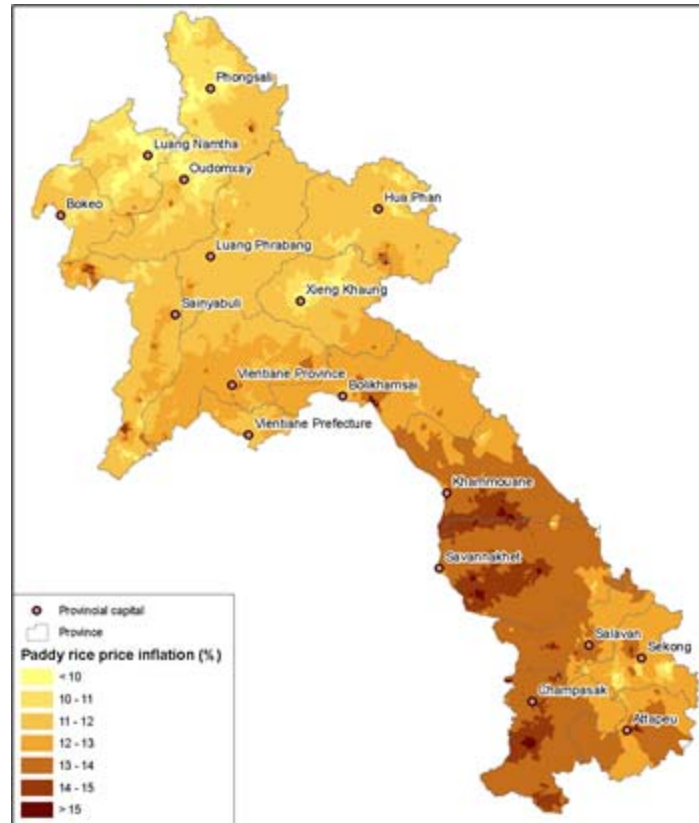 Phongsali
Luang Namtha
Oudomxay
Bokeo
Hua Phan
Luang Phrabang
Xieng Khaung
Sainyabuli
Vientiane Province
Bolikhamsai
Vientiane Prefecture
Khammouane
Savannakhet
Salavan
Sekong
Champasak
Attapeu
Provincial capital
Province
Paddy rice price inflation (%)
< 10
10 - 11
11 - 12
12 - 13
13 - 14
14 - 15
> 15